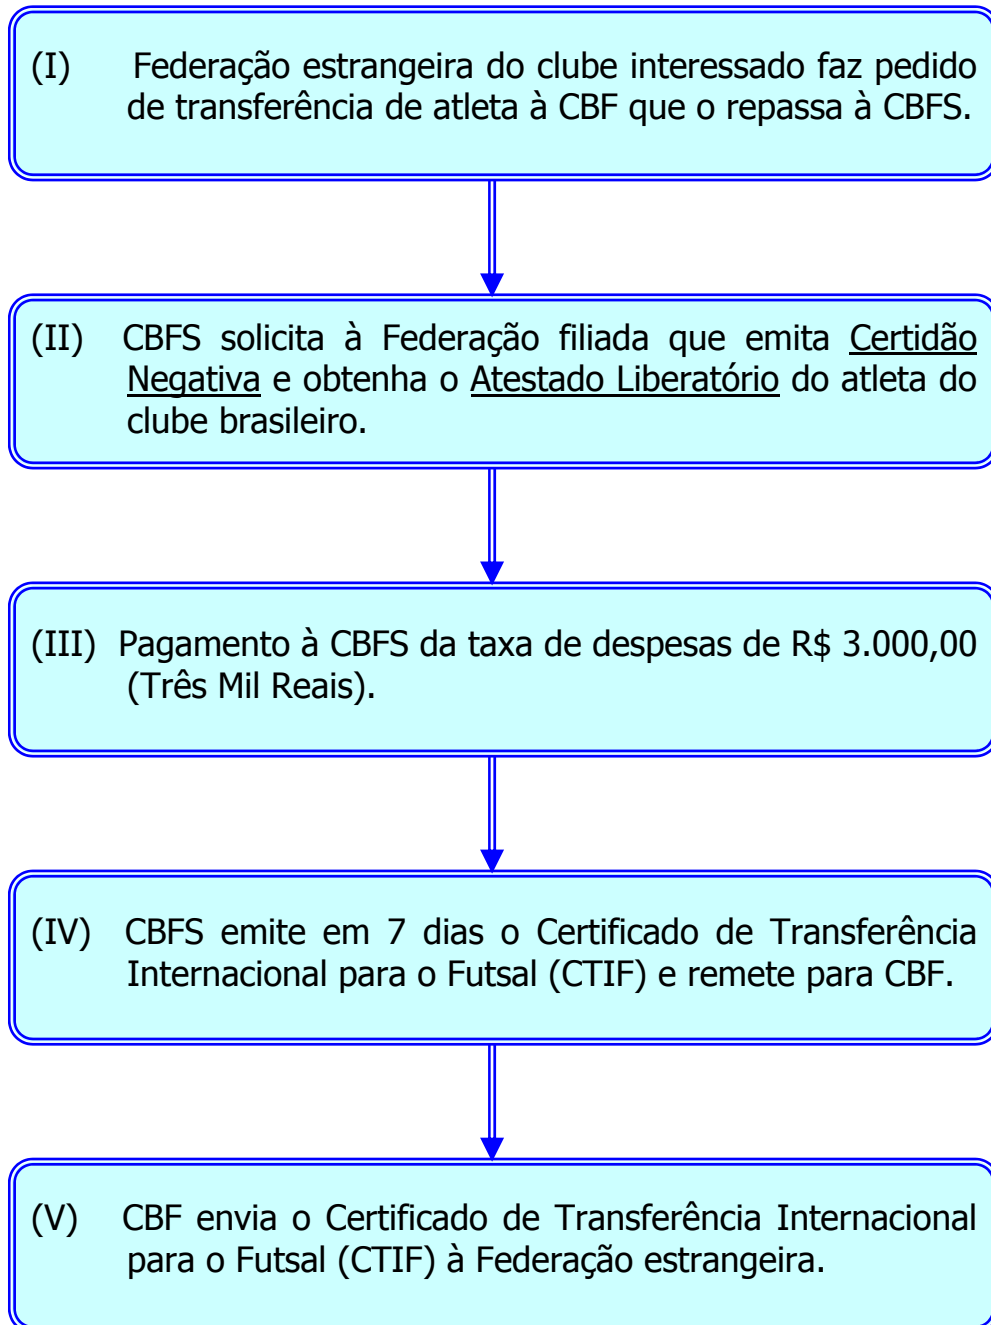 (I) Federação estrangeira do clube interessado faz pedido
de transferência de atleta à CBF que o repassa à CBFS.
(II) CBFS solicita à Federação filiada que emita Certidão
Negativa e obtenha o Atestado Liberatório do atleta do
clube brasileiro.
(III) Pagamento à CBFS da taxa de despesas de R$ 3.000,00
(Três Mil Reais).
(IV) CBFS emite em 7 dias o Certificado de Transferência
Internacional para o Futsal (CTIF) e remete para CBF.
(V) CBF envia o Certificado de Transferência Internacional
para o Futsal (CTIF) à Federação estrangeira.